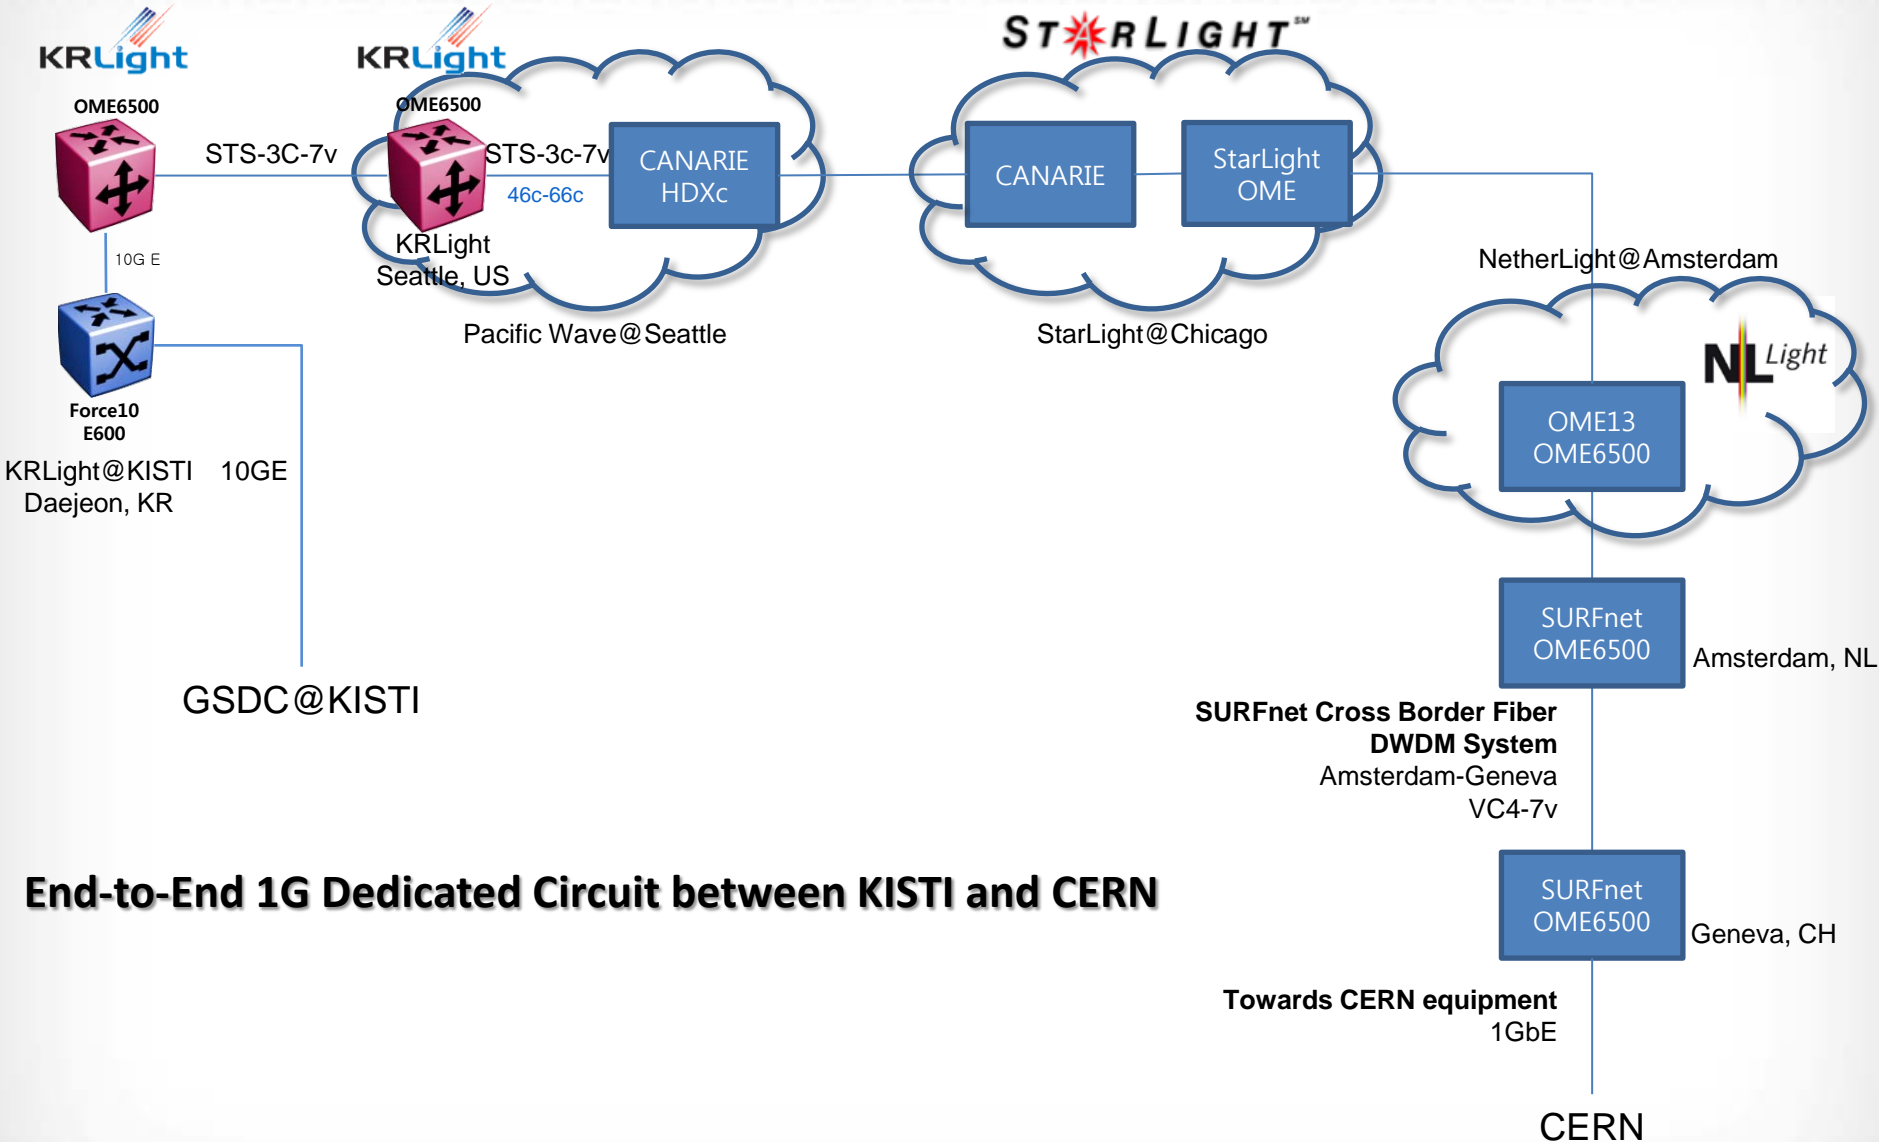 KRLight
KRLight
STARLIGHT℠
OME6500
OME6500
STS-3C-7v
STS-3c-7v
46c-66c
CANARIE
HDXc
CANARIE
StarLight
OME
10G E
KRLight
Seattle, US
Pacific Wave@Seattle
StarLight@Chicago
NetherLight@Amsterdam
NLLight
Force10
E600
KRLight@KISTI
Daejeon, KR
10GE
OME13
OME6500
GSDC@KISTI
SURFnet
OME6500
Amsterdam, NL
SURFnet Cross Border Fiber
DWDM System
Amsterdam-Geneva
VC4-7v
End-to-End 1G Dedicated Circuit between KISTI and CERN
SURFnet
OME6500
Geneva, CH
Towards CERN equipment
1GbE
CERN